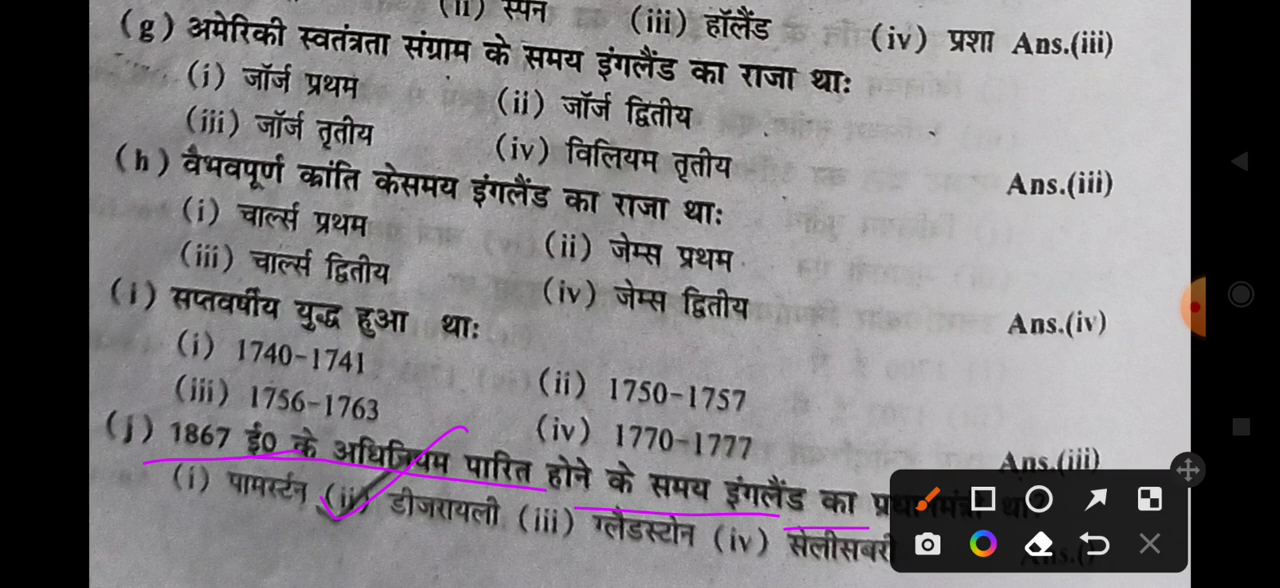 (ii) स्पेन (iii) हॉलैंड (iv) प्रशा Ans.(iii)
(g) अमेरिकी स्वतंत्रता संग्राम के समय इंगलैंड का राजा थाः
(i) जॉर्ज प्रथम (ii) जॉर्ज द्वितीय
(iii) जॉर्ज तृतीय (iv) विलियम तृतीय Ans.(iii)
(h) वैभवपूर्ण क्रांति केसमय इंगलैंड का राजा थाः
(i) चार्ल्स प्रथम (ii) जेम्स प्रथम
(iii) चार्ल्स द्वितीय (iv) जेम्स द्वितीय Ans.(iv)
(i) सप्तवर्षीय युद्ध हुआ थाः
(i) 1740-1741 (ii) 1750-1757
(iii) 1756-1763 (iv) 1770-1777 Ans.(iii)
(j) 1867 ई० के अधिनियम पारित होने के समय इंगलैंड का प्रधानमंत्री था
(i) पामर्स्टन (ii) डीजरायली (iii) ग्लैडस्टोन (iv) सेलीसबरी